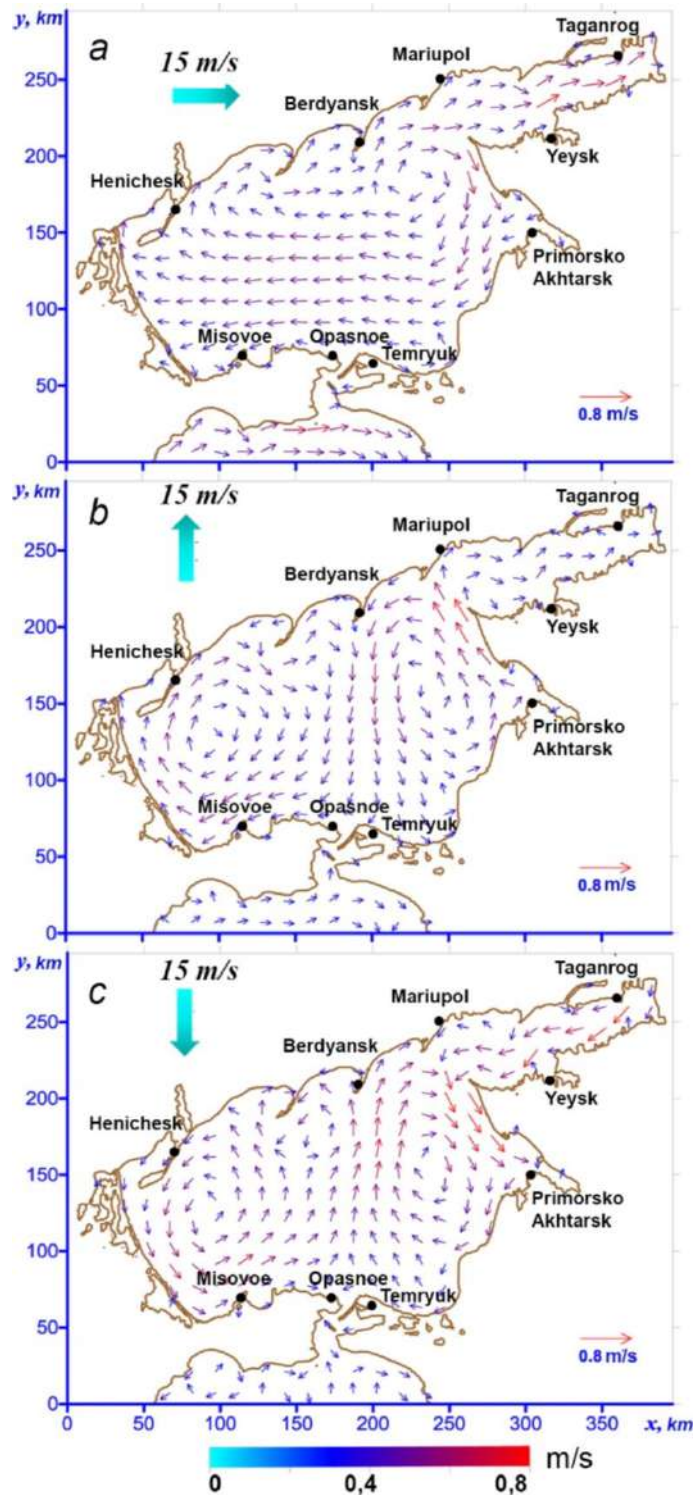 y, km
a
15 m/s
Taganrog
Mariupol
Berdyansk
Yeysk
Henichesk
Primorsko
Akhtarsk
Misovoe
Opasnoe
Temryuk
250
200
150
100
50
0
0.8 m/s
y, km
b
15 m/s
Taganrog
Mariupol
Berdyansk
Yeysk
Henichesk
Primorsko
Akhtarsk
Misovoe
Opasnoe
Temryuk
250
200
150
100
50
0
0.8 m/s
y, km
c
15 m/s
Taganrog
Mariupol
Berdyansk
Yeysk
Henichesk
Primorsko
Akhtarsk
Misovoe
Opasnoe
Temryuk
250
200
150
100
50
0
0.8 m/s
0 50 100 150 200 250 300 350 x, km
m/s
0 0,4 0,8